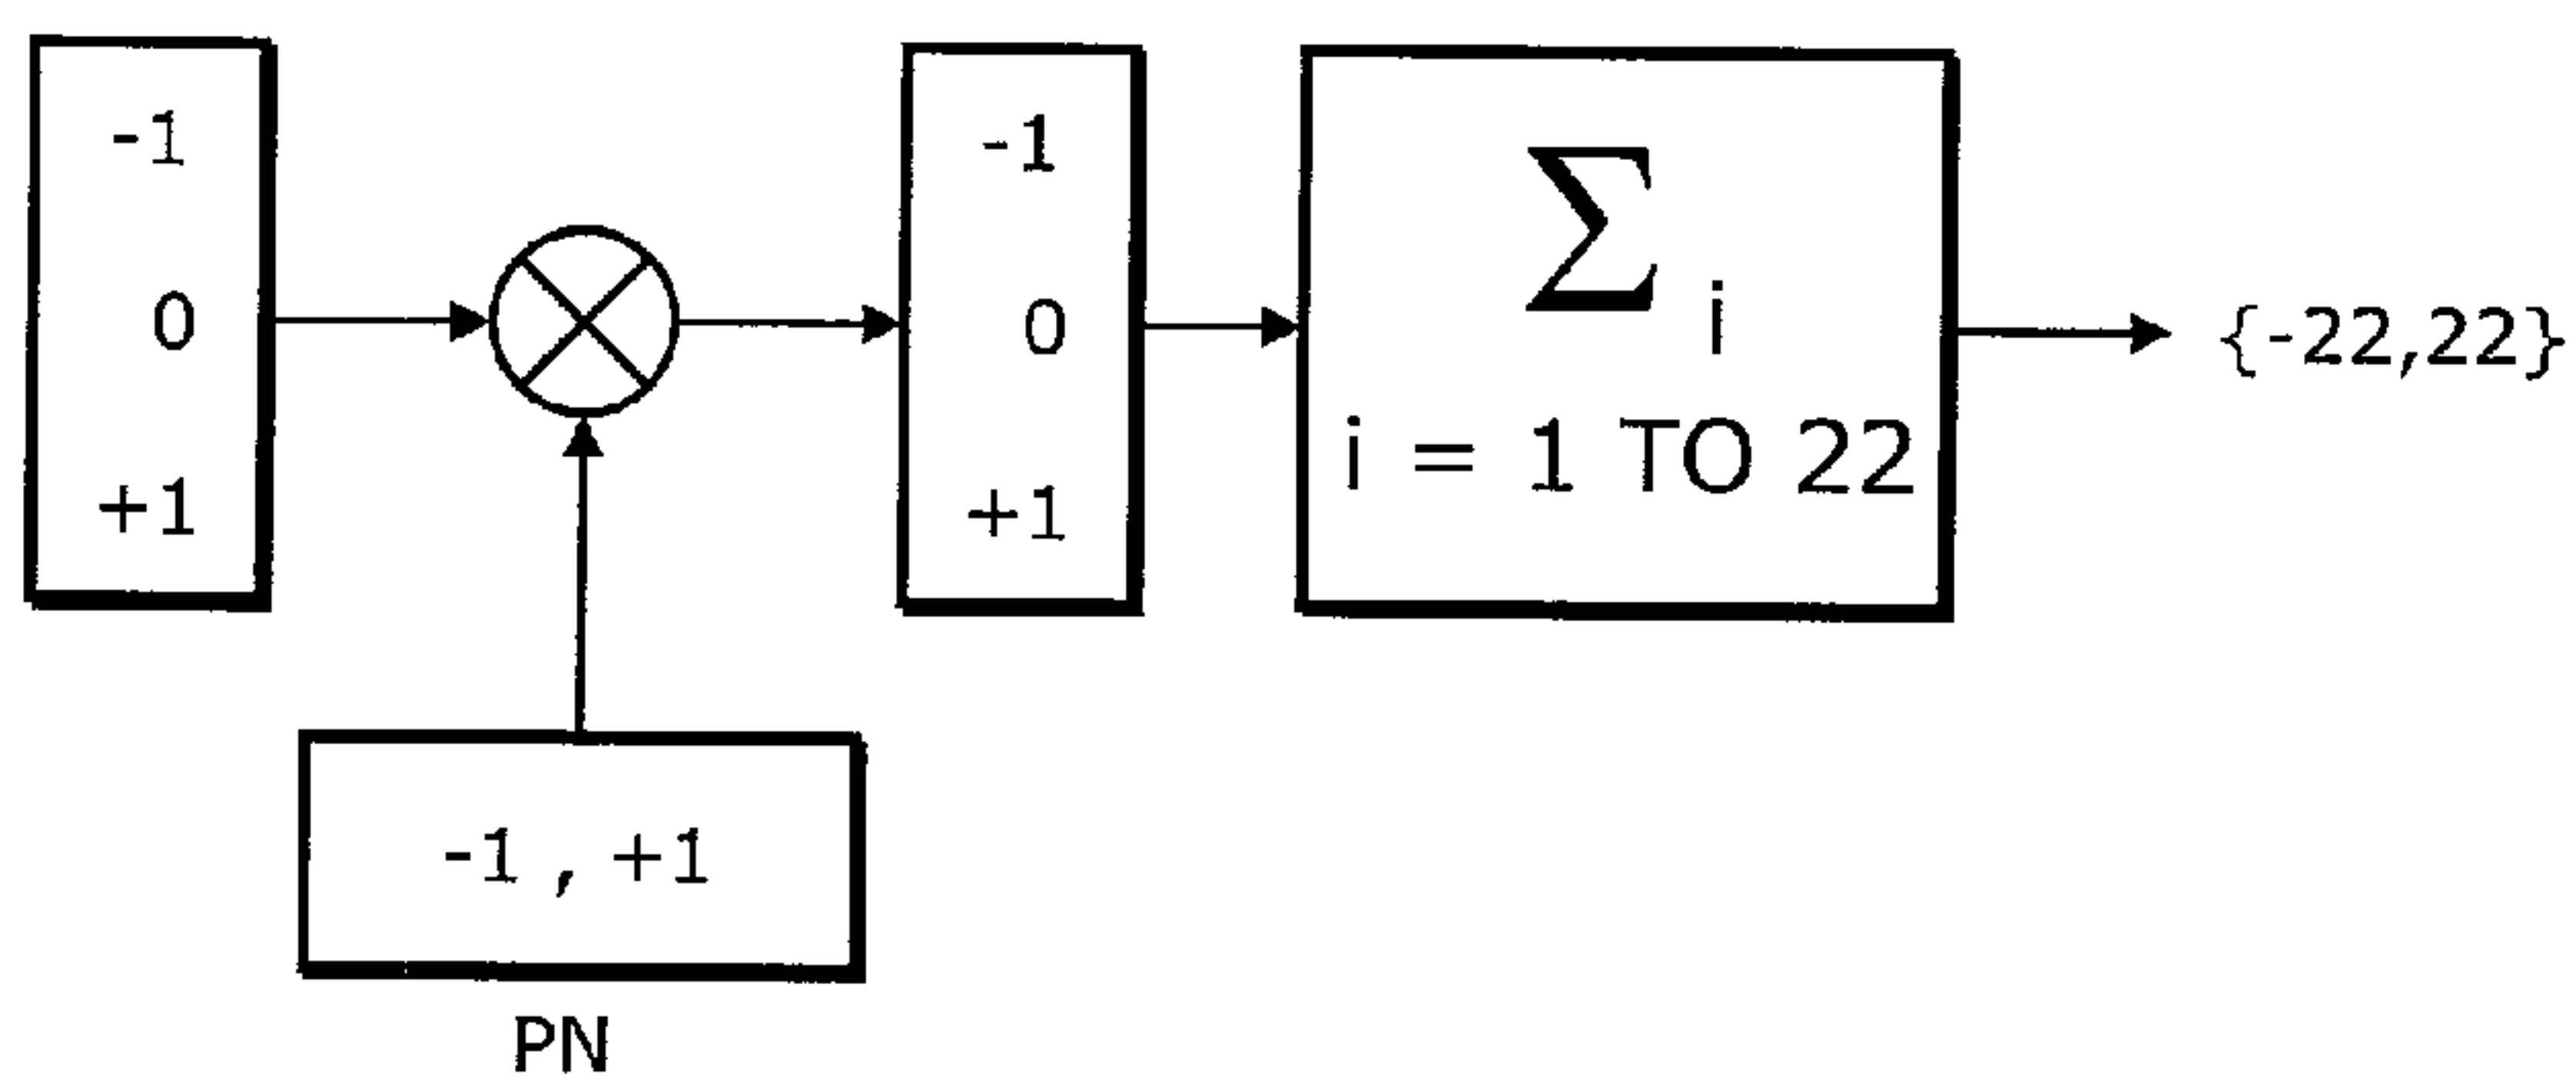 -1
0
+1
-1
0
+1
∑ i
i = 1 TO 22
{-22,22}
-1 , +1
PN